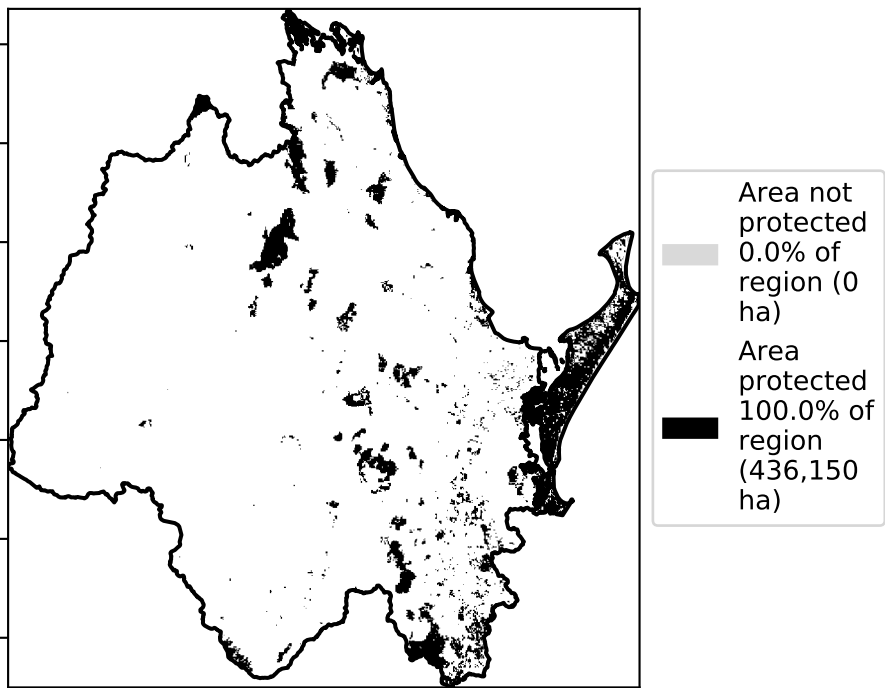 Area not
protected
0.0% of
region (0
ha)
Area
protected
100.0% of
region
(436,150
ha)